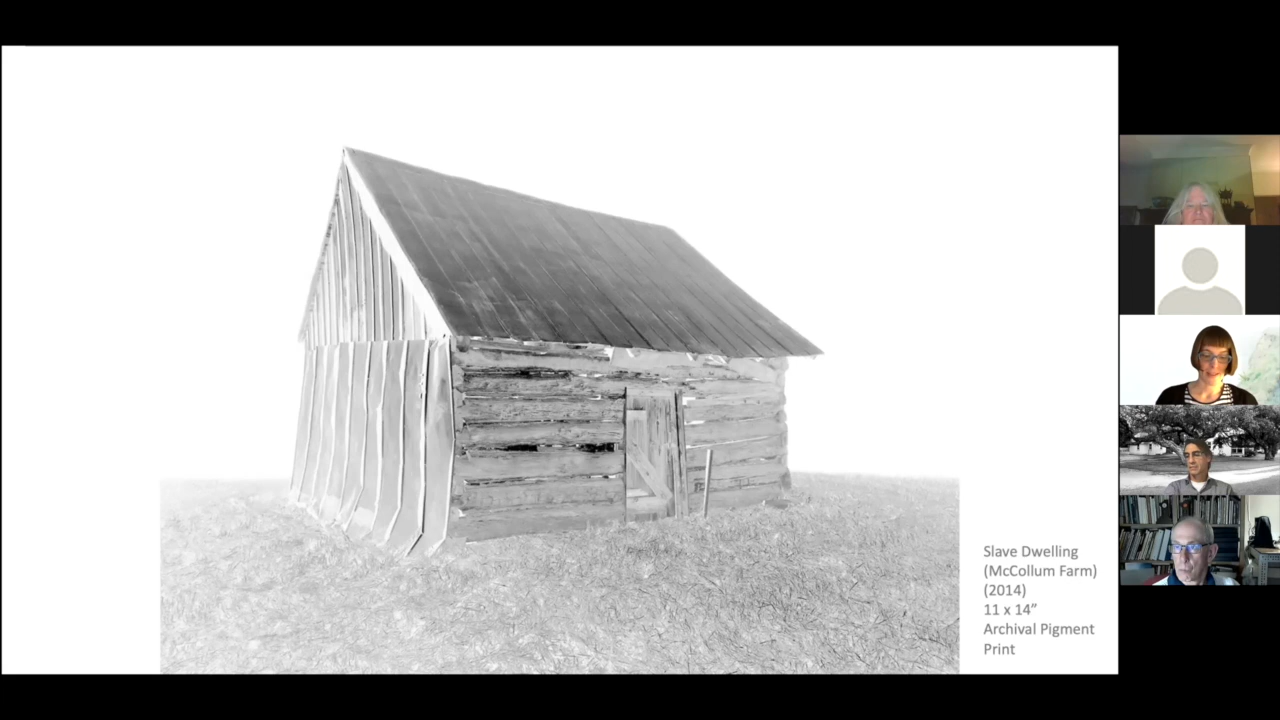 Slave Dwelling
(McCollum Farm)
(2014)
11 x 14”
Archival Pigment
Print